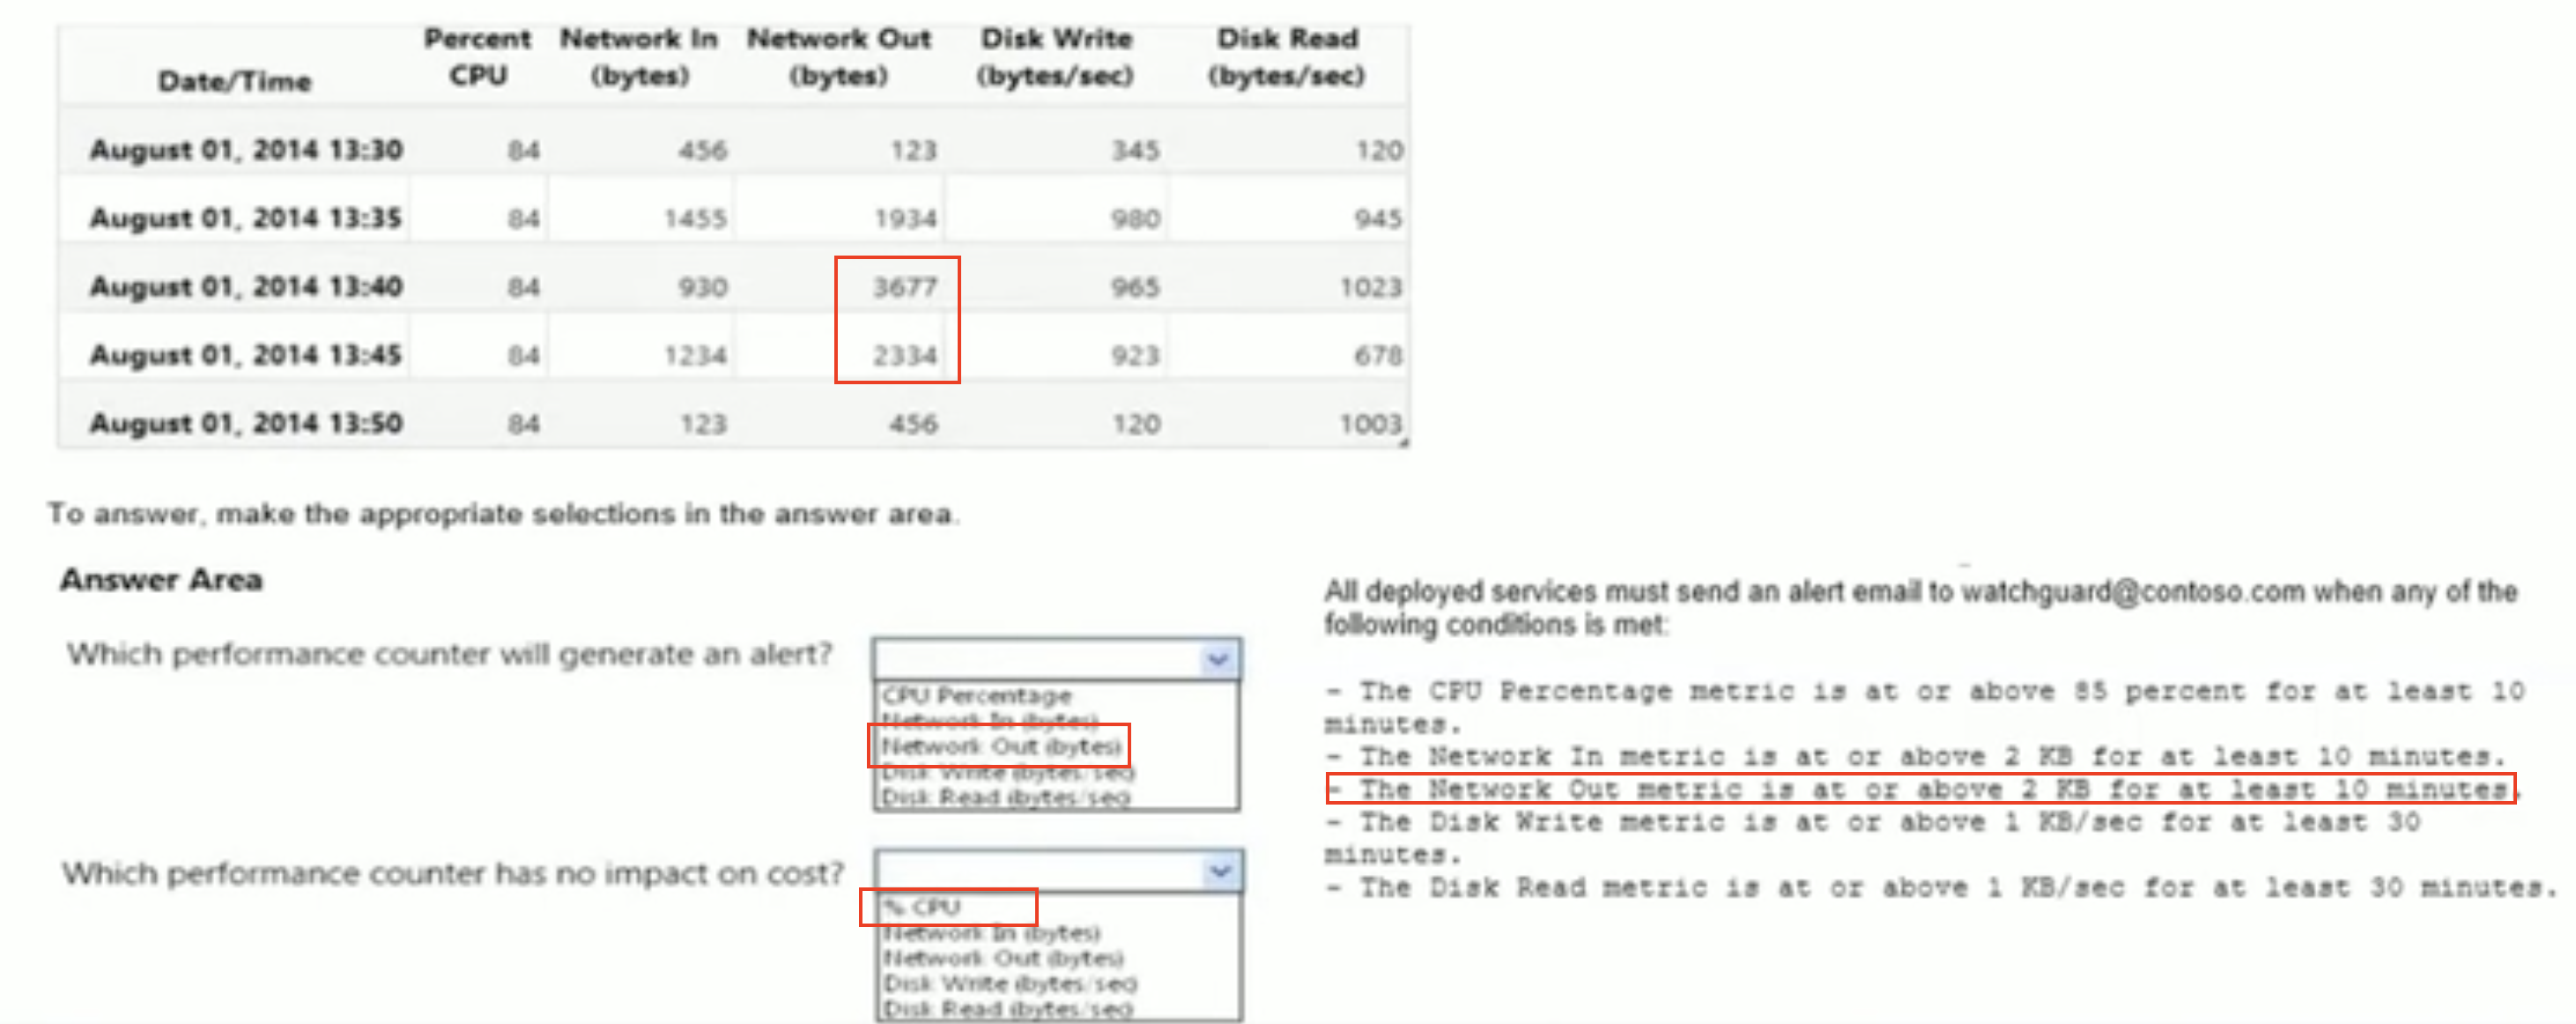 Percent Network In Network Out Disk Write Disk Read
Date/Time CPU (bytes) (bytes) (bytes/sec) (bytes/sec)
August 01, 2014 13:30 84 456 123 345 120
August 01, 2014 13:35 84 1455 1934 980 945
August 01, 2014 13:40 84 930 3677 965 1023
August 01, 2014 13:45 84 1234 2334 923 678
August 01, 2014 13:50 84 123 456 120 1003
To answer, make the appropriate selections in the answer area.
Answer Area
Which performance counter will generate an alert?
CPU Percentage
Network In (bytes)
Network Out (bytes)
Disk Write (bytes/sec)
Disk Read (bytes/sec)
Which performance counter has no impact on cost?
% CPU
Network In (bytes)
Network Out (bytes)
Disk Write (bytes/sec)
Disk Read (bytes/sec)
All deployed services must send an alert email to watchguard@contoso.com when any of the
following conditions is met:
- The CPU Percentage metric is at or above 85 percent for at least 10
minutes.
- The Network In metric is at or above 2 KB for at least 10 minutes.
- The Network Out metric is at or above 2 KB for at least 10 minutes.
- The Disk Write metric is at or above 1 KB/sec for at least 30
minutes.
- The Disk Read metric is at or above 1 KB/sec for at least 30 minutes.